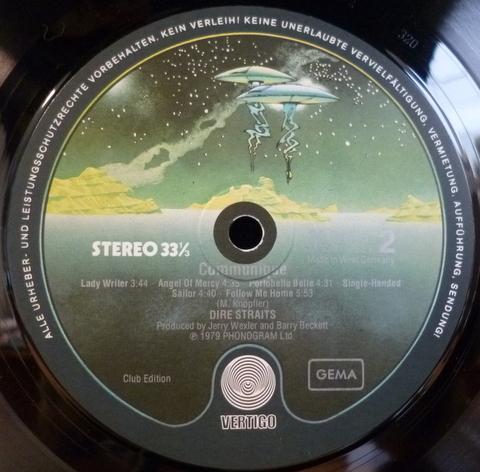 ALLE URHEBER- UND LEISTUNGSSCHUTZRECHTE VORBEHALTEN. KEIN VERLEIH! KEINE UNERLAUBTE VERVIELFÄLTIGUNG, VERMIETUNG, AUFFÜHRUNG, SENDUNG!
320
STEREO 33⅓
2
Made in West Germany
Communiqué
Lady Writer 3:44 · Angel Of Mercy 4:35 · Portobello Belle 4:31 · Single-Handed
Sailor 4:40 · Follow Me Home 5:53
(M. Knopfler)
DIRE STRAITS
Produced by Jerry Wexler and Barry Beckett
℗ 1979 PHONOGRAM Ltd.
Club Edition
GEMA
VERTIGO